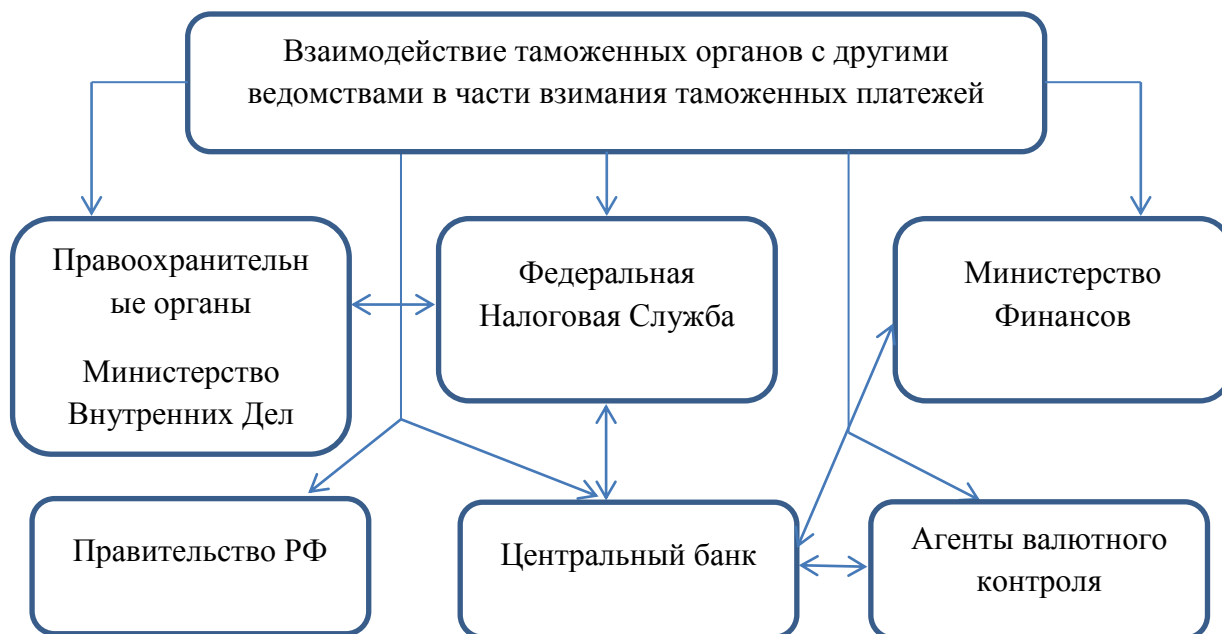 Взаимодействие таможенных органов с другими
ведомствами в части взимания таможенных платежей
Правоохранительн
ые органы
Министерство
Внутренних Дел
Федеральная
Налоговая Служба
Министерство
Финансов
Правительство РФ
Центральный банк
Агенты валютного
контроля